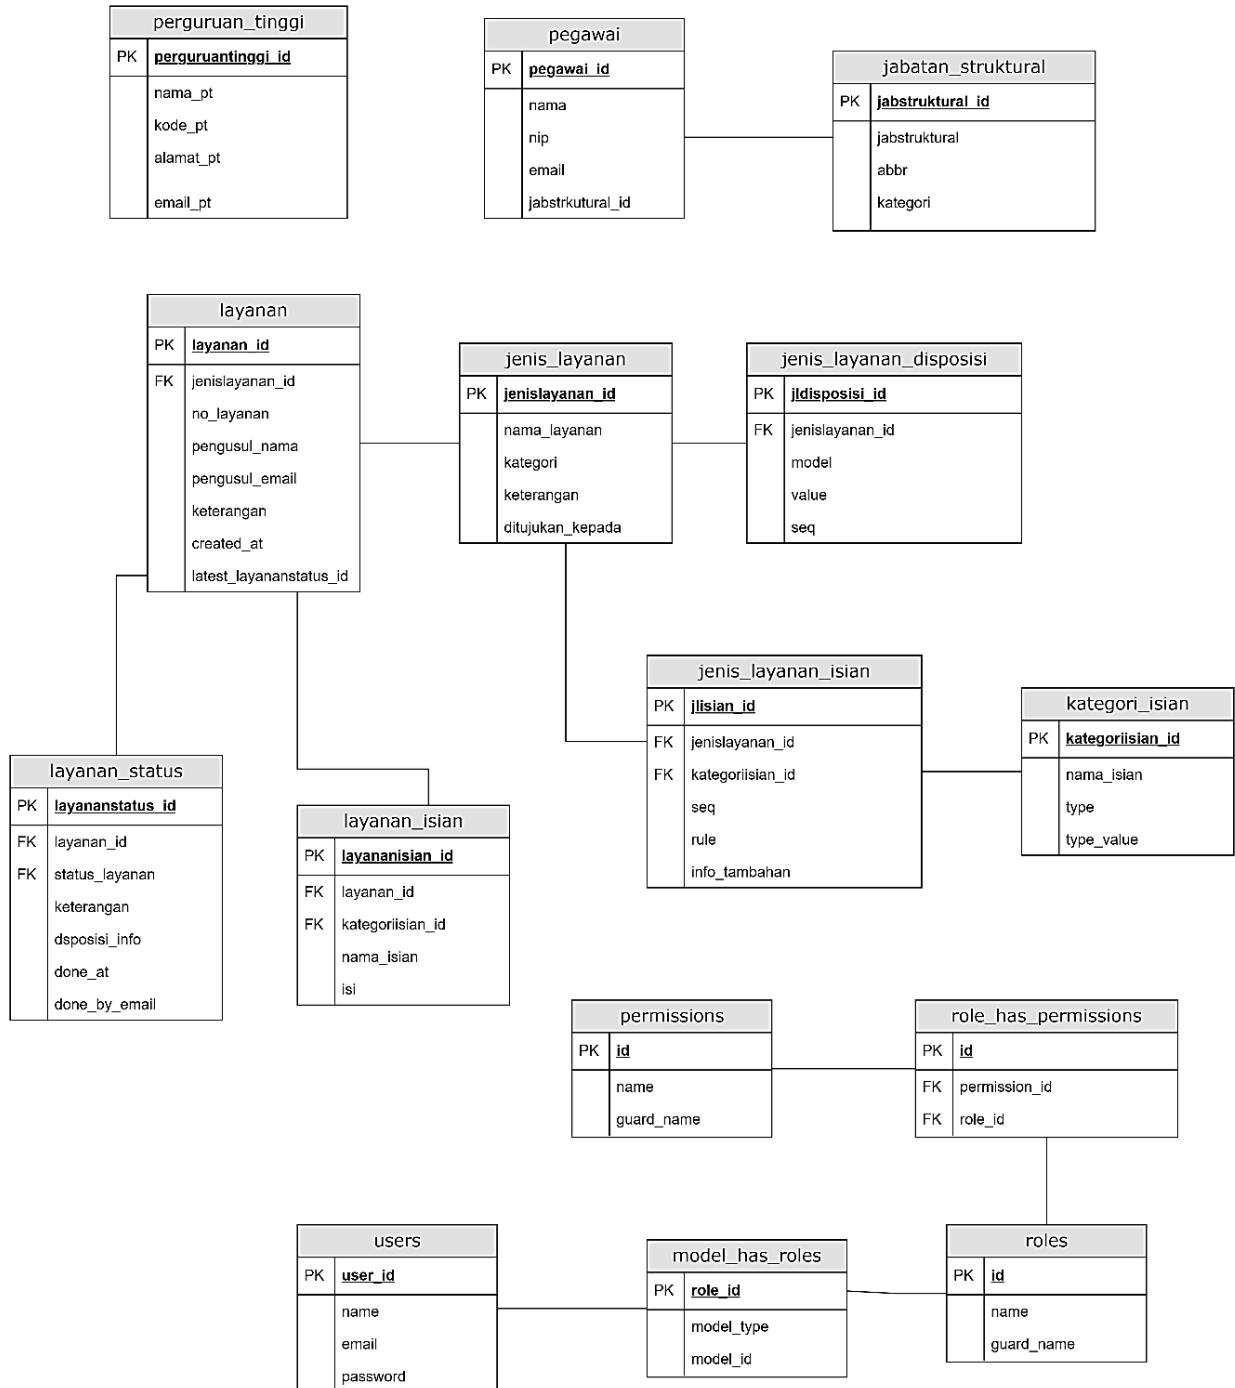 perguruan_tinggi
PK perguruantinggi_id
nama_pt
kode_pt
alamat_pt
email_pt
pegawai
PK pegawai_id
nama
nip
email
jabstrkutural_id
jabatan_struktural
PK jabstruktural_id
jabstruktural
abbr
kategori
layanan
PK layanan_id
FK jenislayanan_id
no_layanan
pengusul_nama
pengusul_email
keterangan
created_at
latest_layananstatus_id
jenis_layanan
PK jenislayanan_id
nama_layanan
kategori
keterangan
ditujukan_kepada
jenis_layanan_disposisi
PK jldisposisi_id
FK jenislayanan_id
model
value
seq
jenis_layanan_isian
PK jlisian_id
FK jenislayanan_id
FK kategoriisian_id
seq
rule
info_tambahan
kategori_isian
PK kategoriisian_id
nama_isian
type
type_value
layanan_status
PK layananstatus_id
FK layanan_id
FK status_layanan
keterangan
dsposisi_info
done_at
done_by_email
layanan_isian
PK layananisian_id
FK layanan_id
FK kategoriisian_id
nama_isian
isi
permissions
PK id
name
guard_name
role_has_permissions
PK id
FK permission_id
FK role_id
users
PK user_id
name
email
password
model_has_roles
PK role_id
model_type
model_id
roles
PK id
name
guard_name